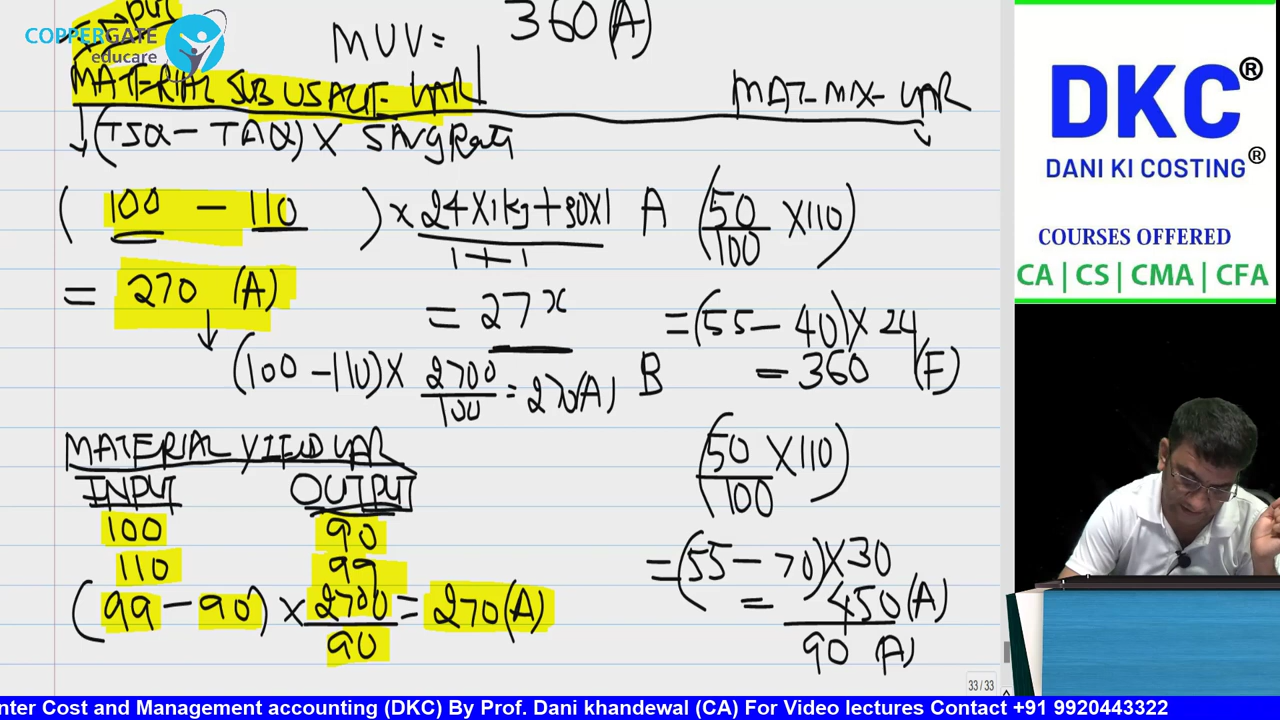 COPPERGATE
educare
INPUT
MUV = 360 (A)
MATERIAL SUB USAGE VAR
MAT-MIX-VAR
(TSQ - TAQ) X SAvg Rate
(100 - 110) x 24X1kg + 30X1
1 + 1
= 270 (A)
= 27
(100 - 110) X 2700
100
= 270(A)
A (50
100
X110)
= (55 - 40) X 24
= 360 (F)
B
(50
100
X110)
= (55 - 70) X 30
= 450 (A)
90 (A)
MATERIAL YIELD VAR
INPUT OUTPUT
100 90
110 99
(99 - 90) X 2700 = 270 (A)
90
33 / 33
DKC®
DANI KI COSTING®
COURSES OFFERED
CA | CS | CMA | CFA
nter Cost and Management accounting (DKC) By Prof. Dani khandewal (CA) For Video lectures Contact +91 9920443322